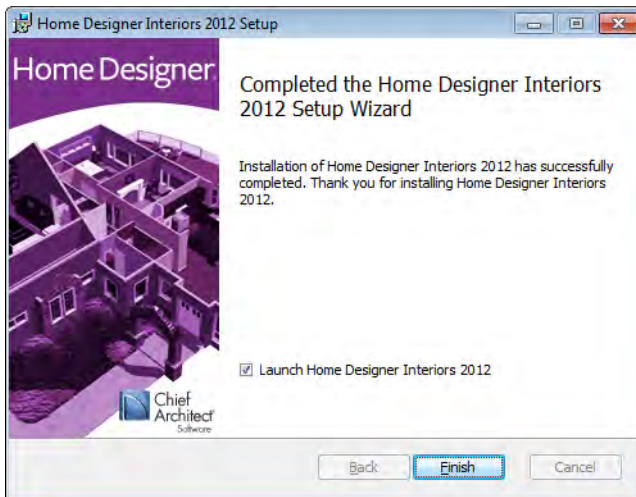 Home Designer Interiors 2012 Setup
Home Designer
Completed the Home Designer Interiors
2012 Setup Wizard
Installation of Home Designer Interiors 2012 has successfully
completed. Thank you for installing Home Designer Interiors
2012.
Launch Home Designer Interiors 2012
Chief
Architect
Software
Back
Finish
Cancel